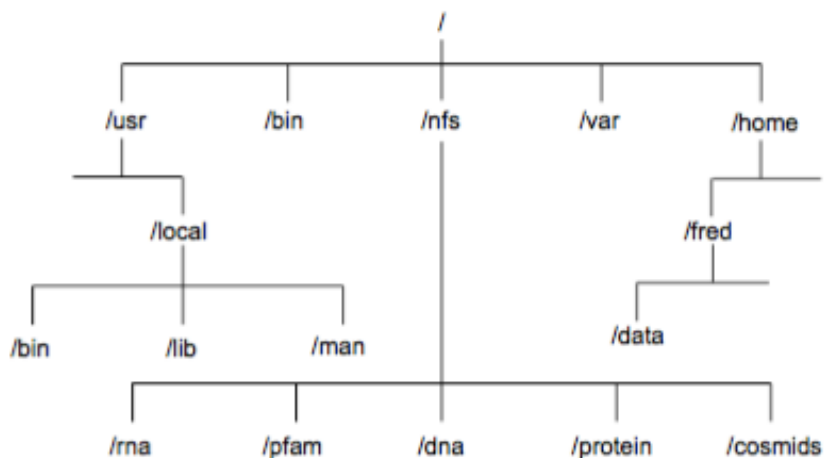 /
/usr /bin /nfs /var /home
/local /fred
/bin /lib /man /data
/rna /pfam /dna /protein /cosmids